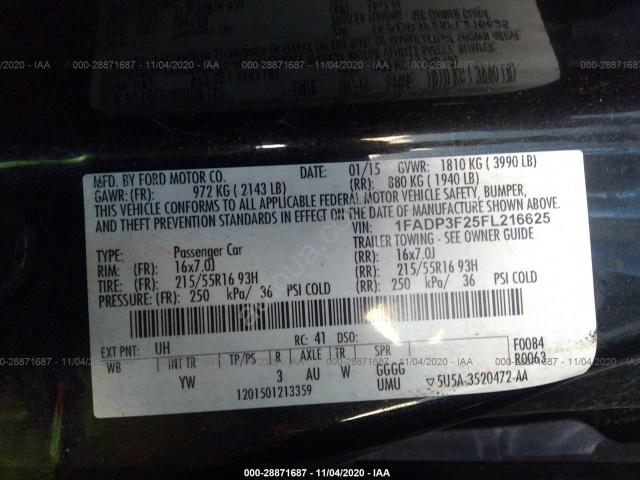 000-28871687 - 11/04/2020 - IAA
MFD. BY FORD MOTOR CO.
DATE: 01/15 GVWR: 1810 KG ( 3990 LB)
GAWR: (FR): 972 KG ( 2143 LB) (RR): 880 KG ( 1940 LB)
THIS VEHICLE CONFORMS TO ALL APPLICABLE FEDERAL MOTOR VEHICLE SAFETY, BUMPER,
AND THEFT PREVENTION STANDARDS IN EFFECT ON THE DATE OF MANUFACTURE SHOWN ABOVE.
VIN: 1FADP3F25FL216625
TYPE: Passenger Car TRAILER TOWING - SEE OWNER GUIDE
RIM: (FR): 16x7.0J (RR): 16x7.0J
TIRE: (FR): 215/55R16 93H (RR): 215/55R16 93H
PRESSURE: (FR): 250 kPa/ 36 PSI COLD (RR): 250 kPa/ 36 PSI COLD
EXT PNT: UH RC: 41 DSO: F0084
WB INT TR TP/PS R AXLE TR SPR R0063
YW 3 AU W GGGG
UMU
1201501213359
5U5A-3520472-AA
000-28871687 - 11/04/2020 - IAA